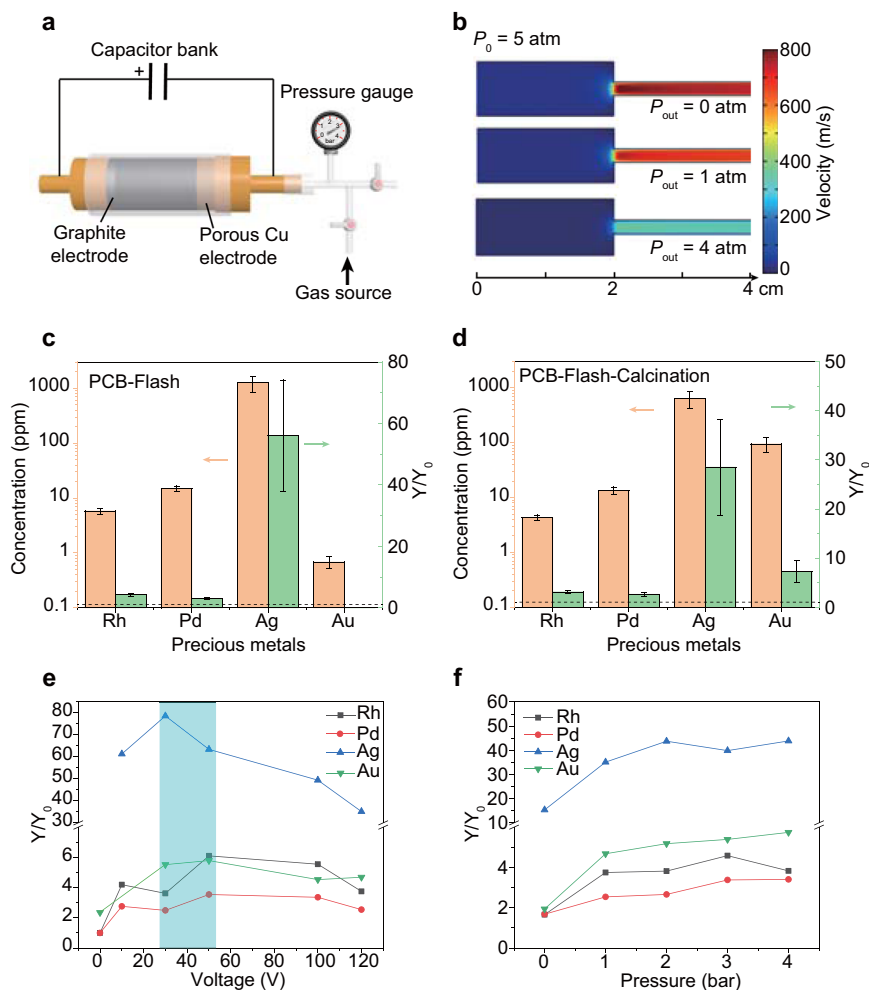 a
Capacitor bank
+
Pressure gauge
0 1 2 3 4
bar
Graphite
electrode
Porous Cu
electrode
Gas source
b
P0 = 5 atm
Pout = 0 atm
Pout = 1 atm
Pout = 4 atm
0 2 4 cm
800
600
400
200
0
Velocity (m/s)
c
PCB-Flash
Concentration (ppm)
1000
100
10
1
0.1
80
60
40
20
0
Y/Y0
Rh Pd Ag Au
Precious metals
d
PCB-Flash-Calcination
Concentration (ppm)
1000
100
10
1
0.1
50
40
30
20
10
0
Y/Y0
Rh Pd Ag Au
Precious metals
e
Y/Y0
80
70
60
50
40
30
6
4
2
0
Rh
Pd
Ag
Au
0 20 40 60 80 100 120
Voltage (V)
f
Y/Y0
60
50
40
30
20
10
4
2
0
Rh
Pd
Ag
Au
0 1 2 3 4
Pressure (bar)